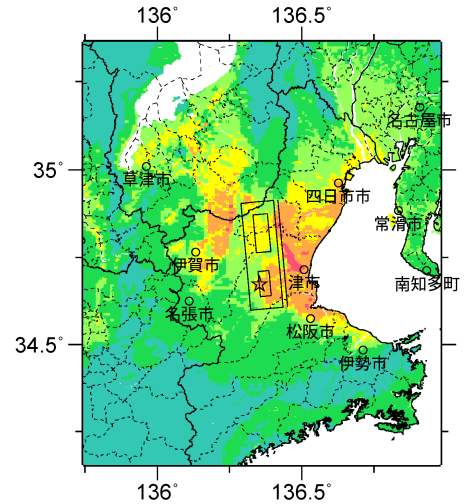 136°
136.5°
名古屋市
35°
草津市
四日市市
常滑市
伊賀市
津市
南知多町
名張市
松阪市
34.5°
伊勢市
136°
136.5°